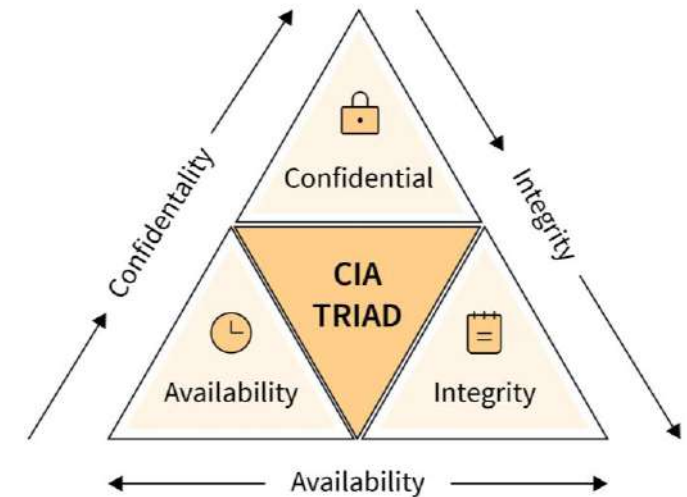 Confidential
Confidentality
Integrity
CIA
TRIAD
Availability
Integrity
Availability